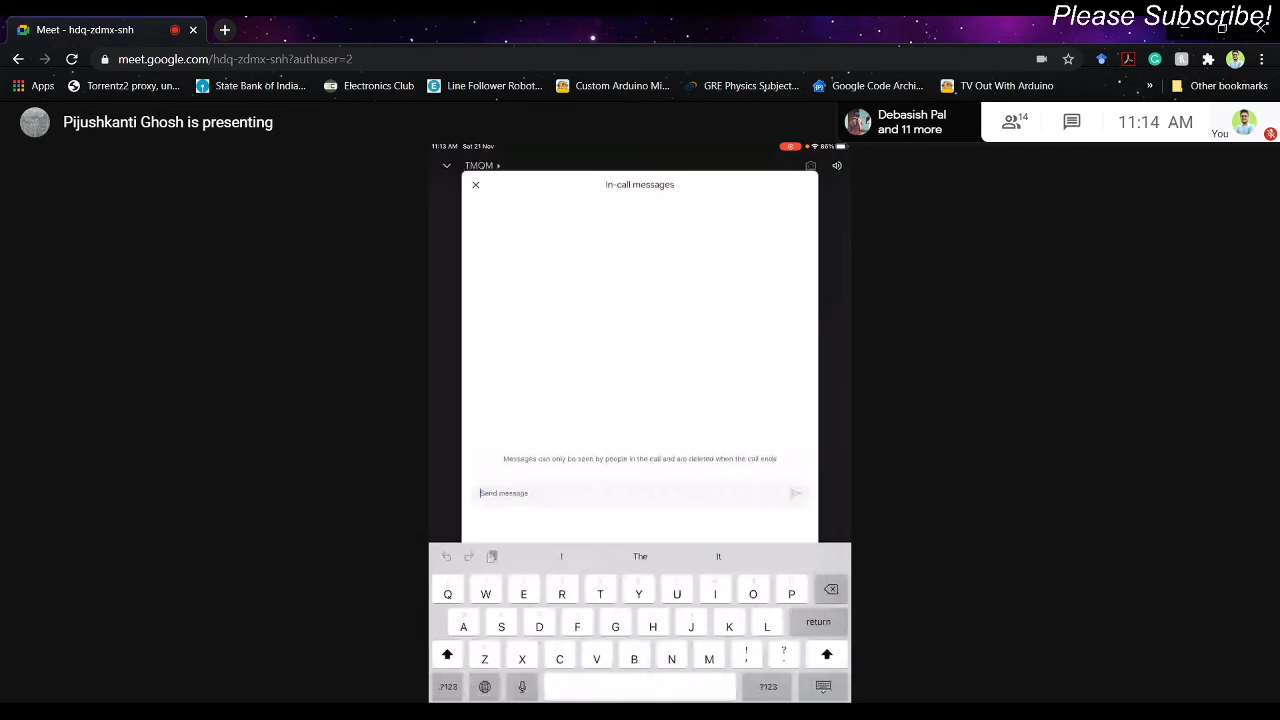 Please Subscribe!
Meet - hdq-zdmx-snh
meet.google.com/hdq-zdmx-snh?authuser=2
Apps
Torrentz2 proxy, un...
State Bank of India...
Electronics Club
Line Follower Robot...
Custom Arduino Mi...
GRE Physics Subject...
Google Code Archi...
TV Out With Arduino
»
Other bookmarks
Pijushkanti Ghosh is presenting
Debasish Pal
and 11 more
14
11:14 AM
You
11:13 AM Sat 21 Nov
86%
TMQM
In-call messages
Messages can only be seen by people in the call and are deleted when the call ends
Send message
I The It
Q W E R T Y U I O P
A S D F G H J K L return
Z X C V B N M ! , ? .
.?123 .?123